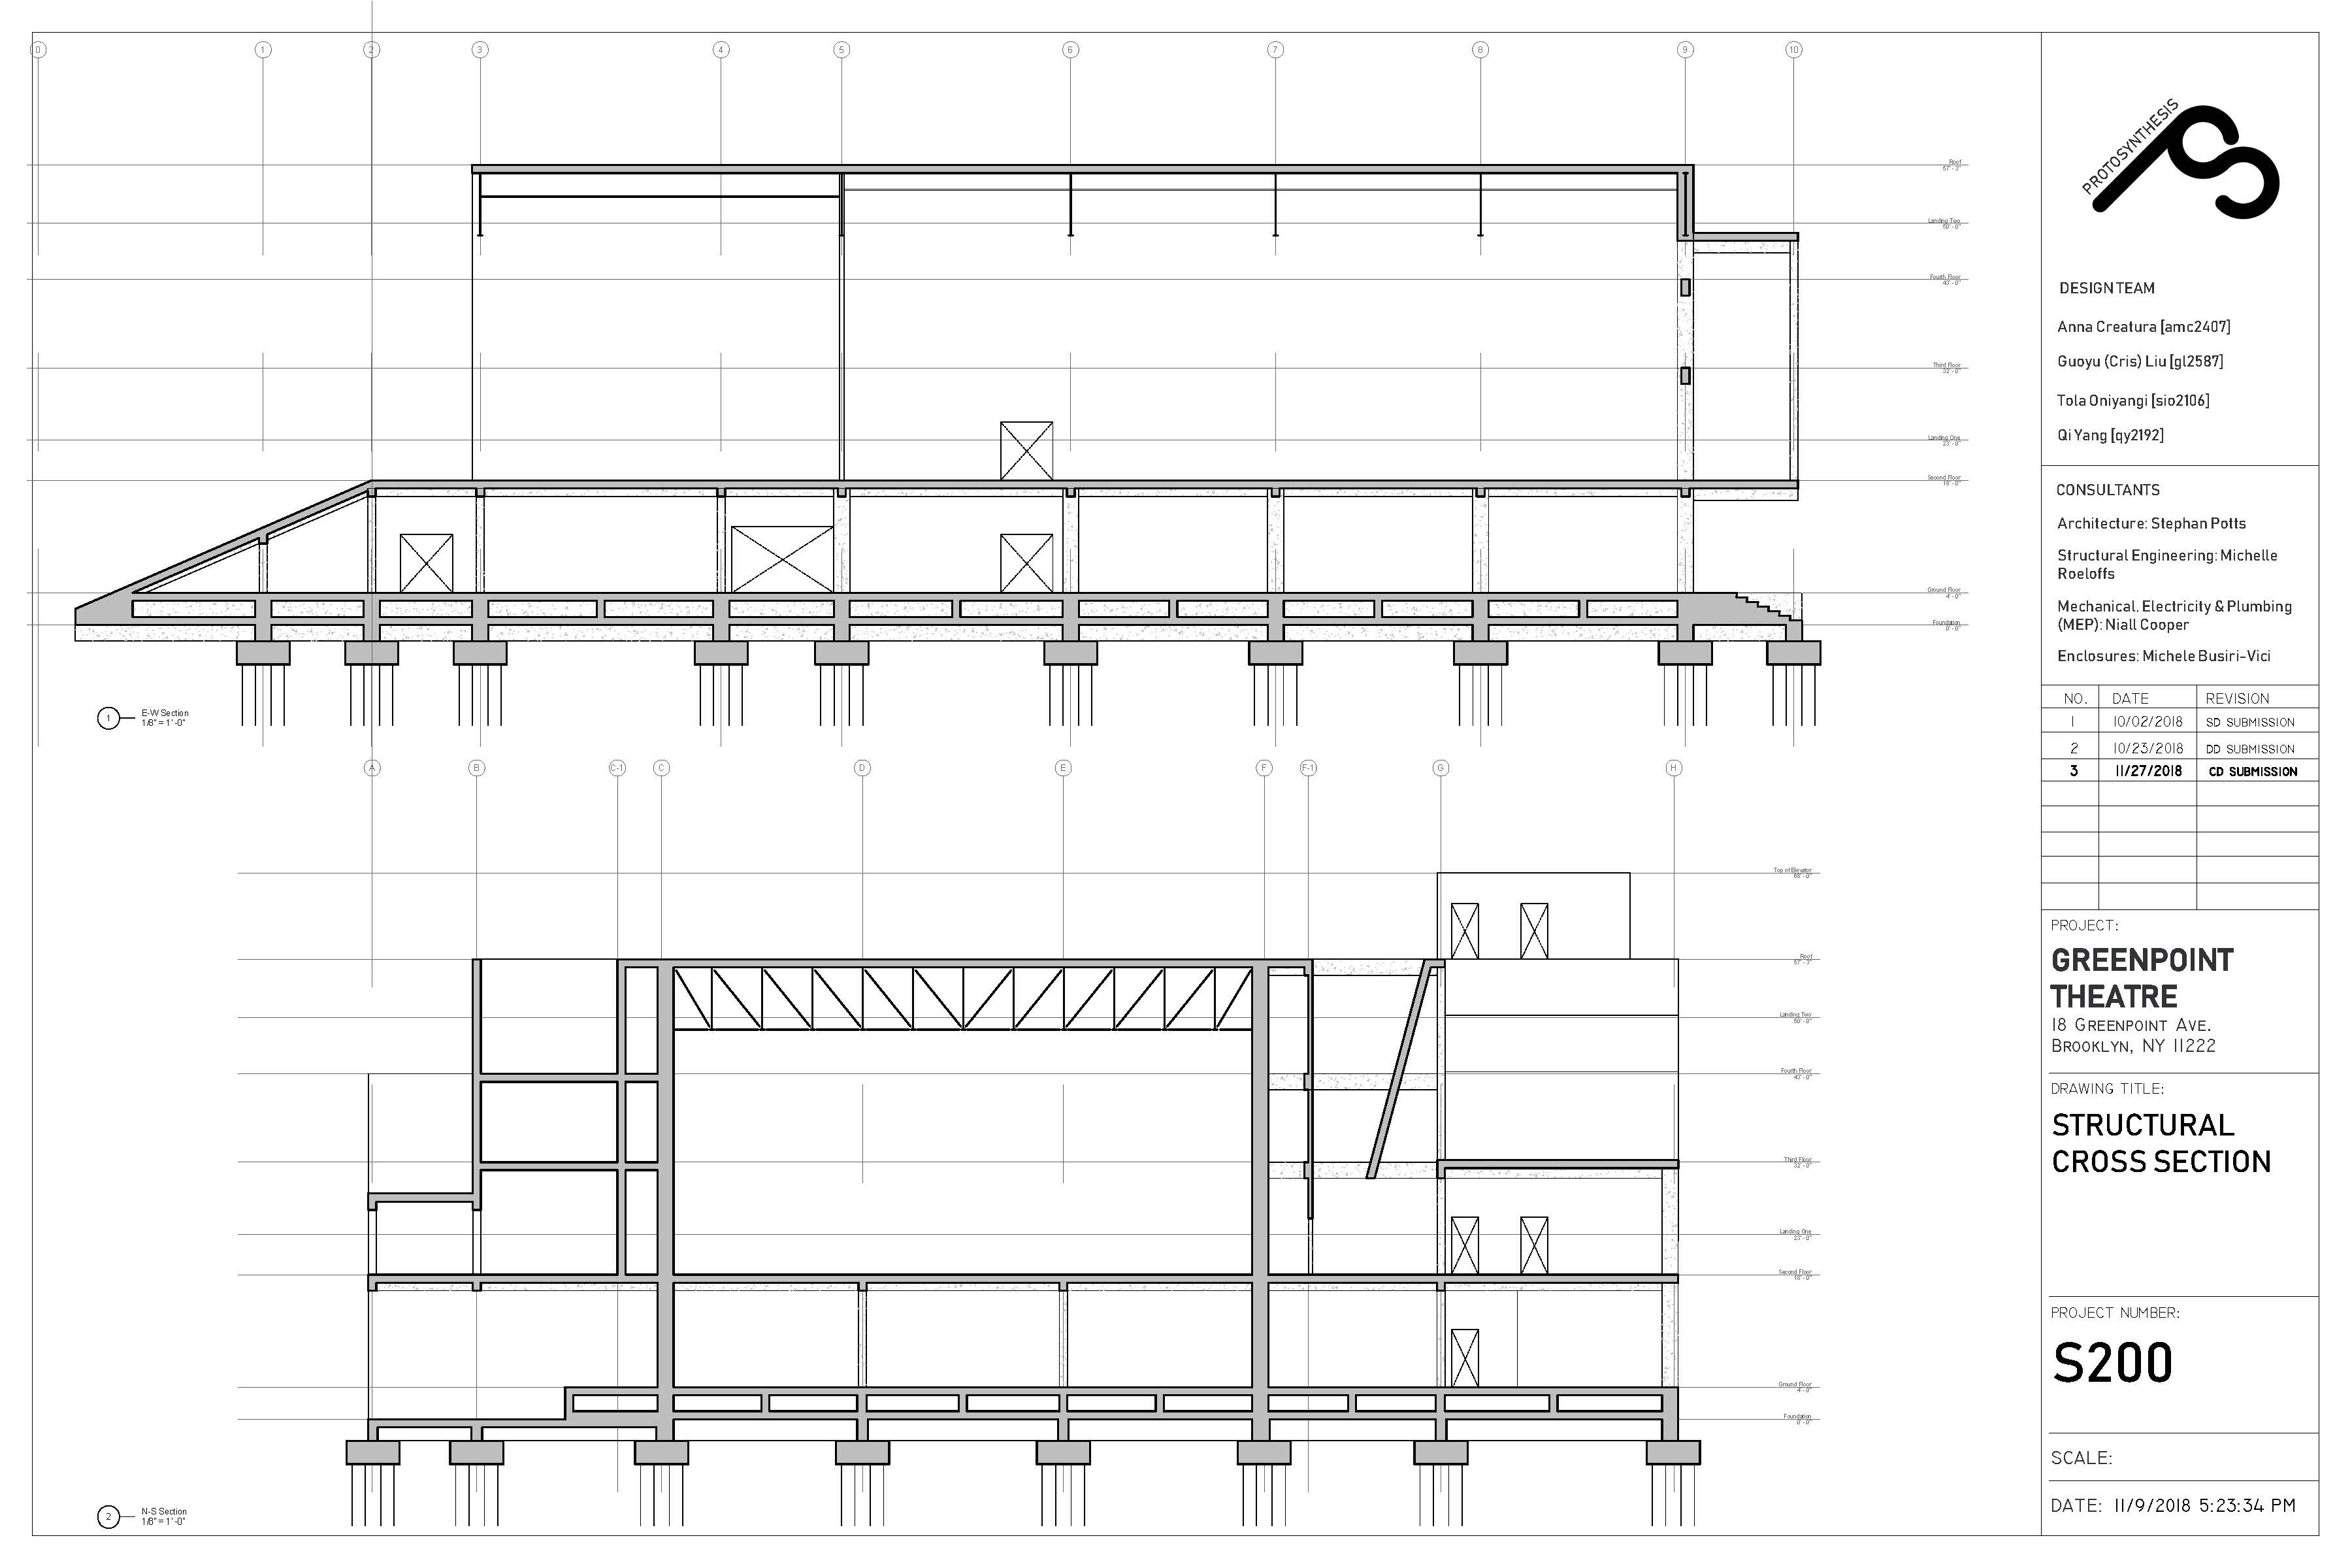 0 1 2 3 4 5 6 7 8 9 10
Roof
57' - 3"
Landing Two
50' - 0"
Fourth Floor
43' - 0"
Third Floor
32' - 0"
Landing One
23' - 0"
Second Floor
18' - 0"
Ground Floor
4' - 0"
Foundation
0' - 0"
1
E-W Section
1/8" = 1'-0"
A B C-1 C D E F F-1 G H
Top of Elevator
68' - 0"
Roof
57' - 3"
Landing Two
50' - 0"
Fourth Floor
43' - 0"
Third Floor
32' - 0"
Landing One
23' - 0"
Second Floor
18' - 0"
Ground Floor
4' - 0"
Foundation
0' - 0"
2
N-S Section
1/8" = 1'-0"
PROTOSYNTHESIS
DESIGN TEAM
Anna Creatura [amc2407]
Guoyu (Cris) Liu [gl2587]
Tola Oniyangi [sio2106]
Qi Yang [qy2192]
CONSULTANTS
Architecture: Stephan Potts
Structural Engineering: Michelle
Roeloffs
Mechanical, Electricity & Plumbing
(MEP): Niall Cooper
Enclosures: Michele Busiri-Vici
NO. DATE REVISION
1 10/02/2018 SD SUBMISSION
2 10/23/2018 DD SUBMISSION
3 11/27/2018 CD SUBMISSION
PROJECT:
GREENPOINT
THEATRE
18 GREENPOINT AVE.
BROOKLYN, NY 11222
DRAWING TITLE:
STRUCTURAL
CROSS SECTION
PROJECT NUMBER:
S200
SCALE:
DATE: 11/9/2018 5:23:34 PM